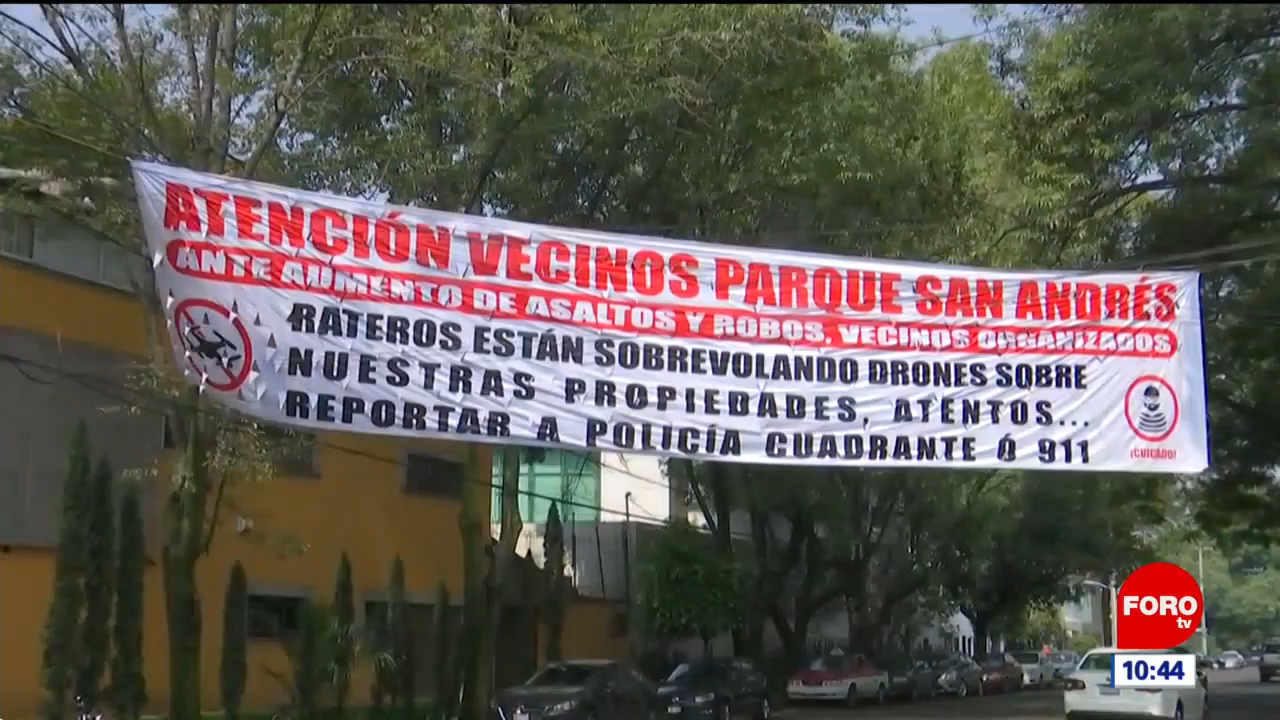 ATENCIÓN VECINOS PARQUE SAN ANDRÉS
ANTE AUMENTO DE ASALTOS Y ROBOS, VECINOS ORGANIZADOS
RATEROS ESTÁN SOBREVOLANDO DRONES SOBRE
NUESTRAS PROPIEDADES, ATENTOS...
REPORTAR A POLICÍA CUADRANTE Ó 911
¡CUIDADO!
FORO
tv
10:44